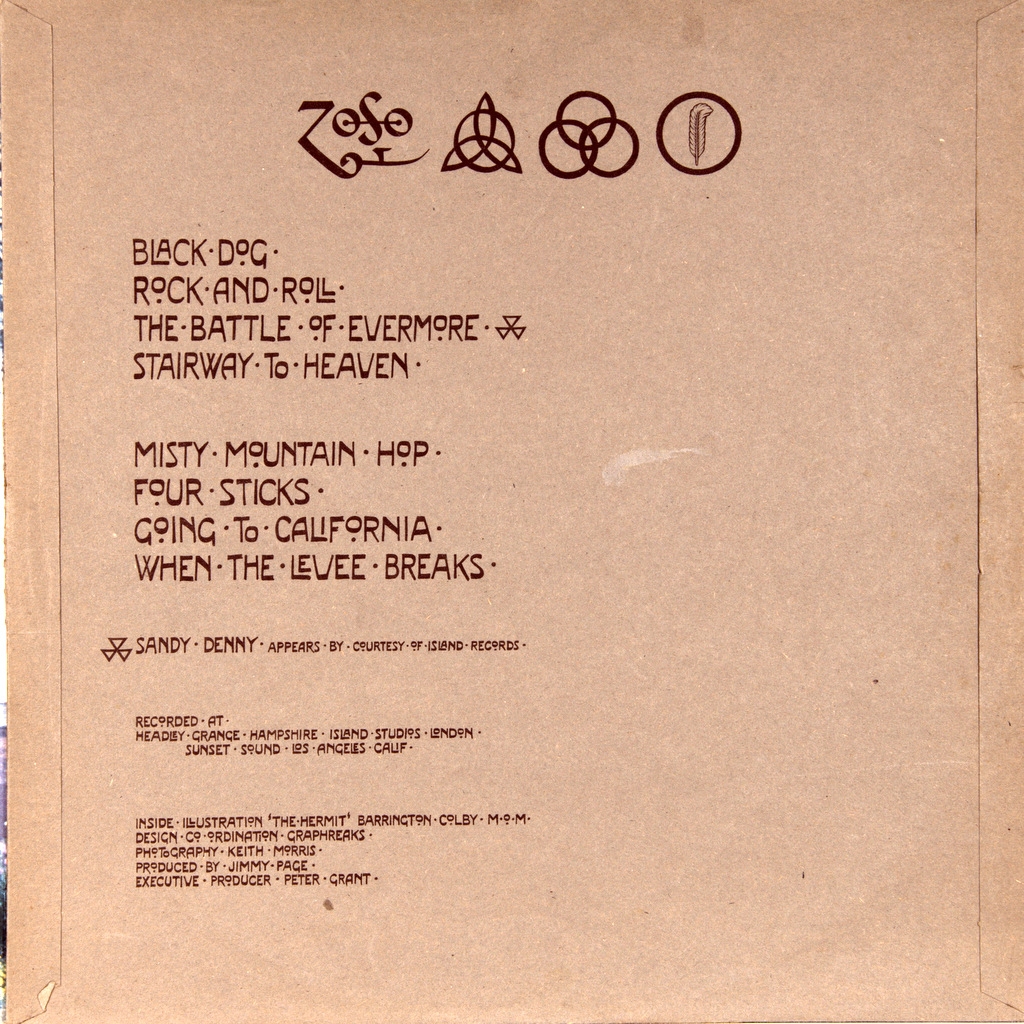 ZOSO
BLACK·DOG·
ROCK·AND·ROLL·
THE·BATTLE·OF·EVERMORE·
STAIRWAY·TO·HEAVEN·
MISTY·MOUNTAIN·HOP·
FOUR·STICKS·
GOING·TO·CALIFORNIA·
WHEN·THE·LEVEE·BREAKS·
SANDY·DENNY·APPEARS·BY·COURTESY·OF·ISLAND·RECORDS·
RECORDED·AT·
HEADLEY·GRANGE·HAMPSHIRE·ISLAND·STUDIOS·LONDON·
SUNSET·SOUND·LOS·ANGELES·CALIF·
INSIDE·ILLUSTRATION 'THE·HERMIT' BARRINGTON·COLBY·M·O·M·
DESIGN·CO·ORDINATION·GRAPHREAKS·
PHOTOGRAPHY·KEITH·MORRIS·
PRODUCED·BY·JIMMY·PAGE·
EXECUTIVE·PRODUCER·PETER·GRANT·